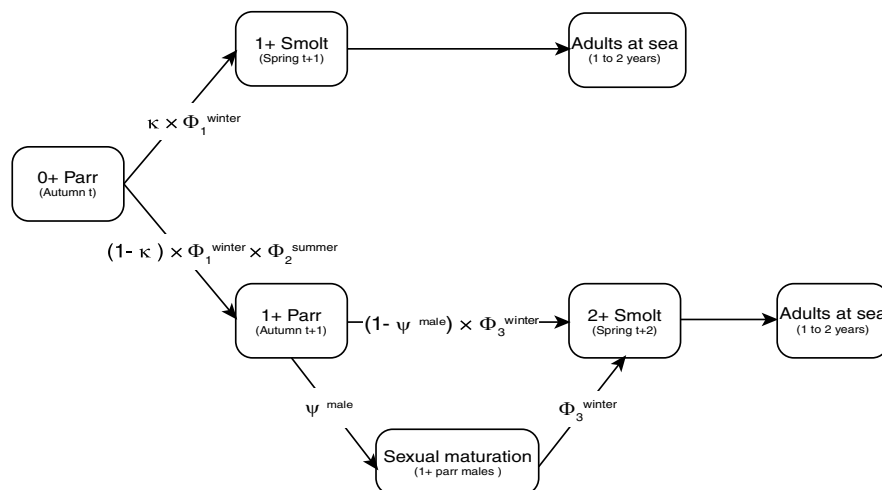 1+ Smolt
(Spring t+1)
Adults at sea
(1 to 2 years)
κ × Φ₁ʷⁱⁿᵗᵉʳ
0+ Parr
(Autumn t)
(1- κ ) × Φ₁ʷⁱⁿᵗᵉʳ × Φ₂ˢᵘᵐᵐᵉʳ
1+ Parr
(Autumn t+1)
(1- ψ ᵐᵃˡᵉ) × Φ₃ʷⁱⁿᵗᵉʳ
2+ Smolt
(Spring t+2)
Adults at sea
(1 to 2 years)
ψ ᵐᵃˡᵉ
Φ₃ʷⁱⁿᵗᵉʳ
Sexual maturation
(1+ parr males )